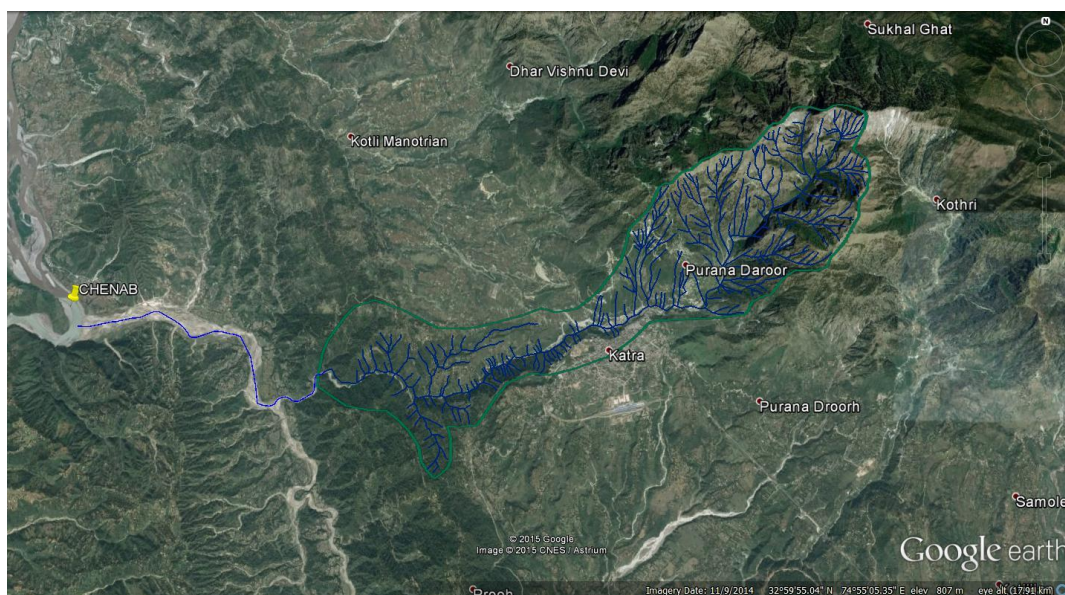 N
Sukhal Ghat
Dhar Vishnu Devi
Kotli Manotrian
Kothri
Purana Daroor
CHENAB
Katra
Purana Droorh
Samole
© 2015 Google
Image © 2015 CNES / Astrium
Google earth
Imagery Date: 11/9/2014 32°59'55.04" N 74°55'05.35" E elev 807 m eye alt (17.91 km)